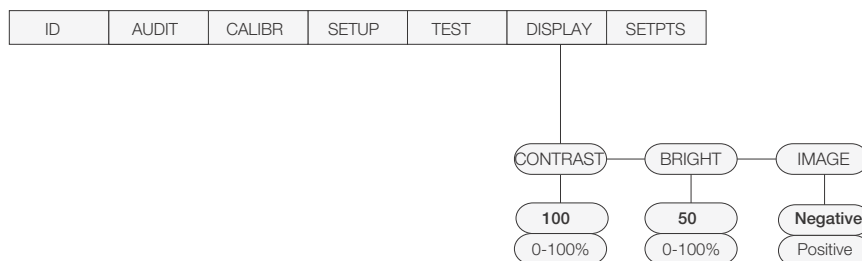 ID AUDIT CALIBR SETUP TEST DISPLAY SETPTS
CONTRAST BRIGHT IMAGE
100 50 Negative
0-100% 0-100% Positive